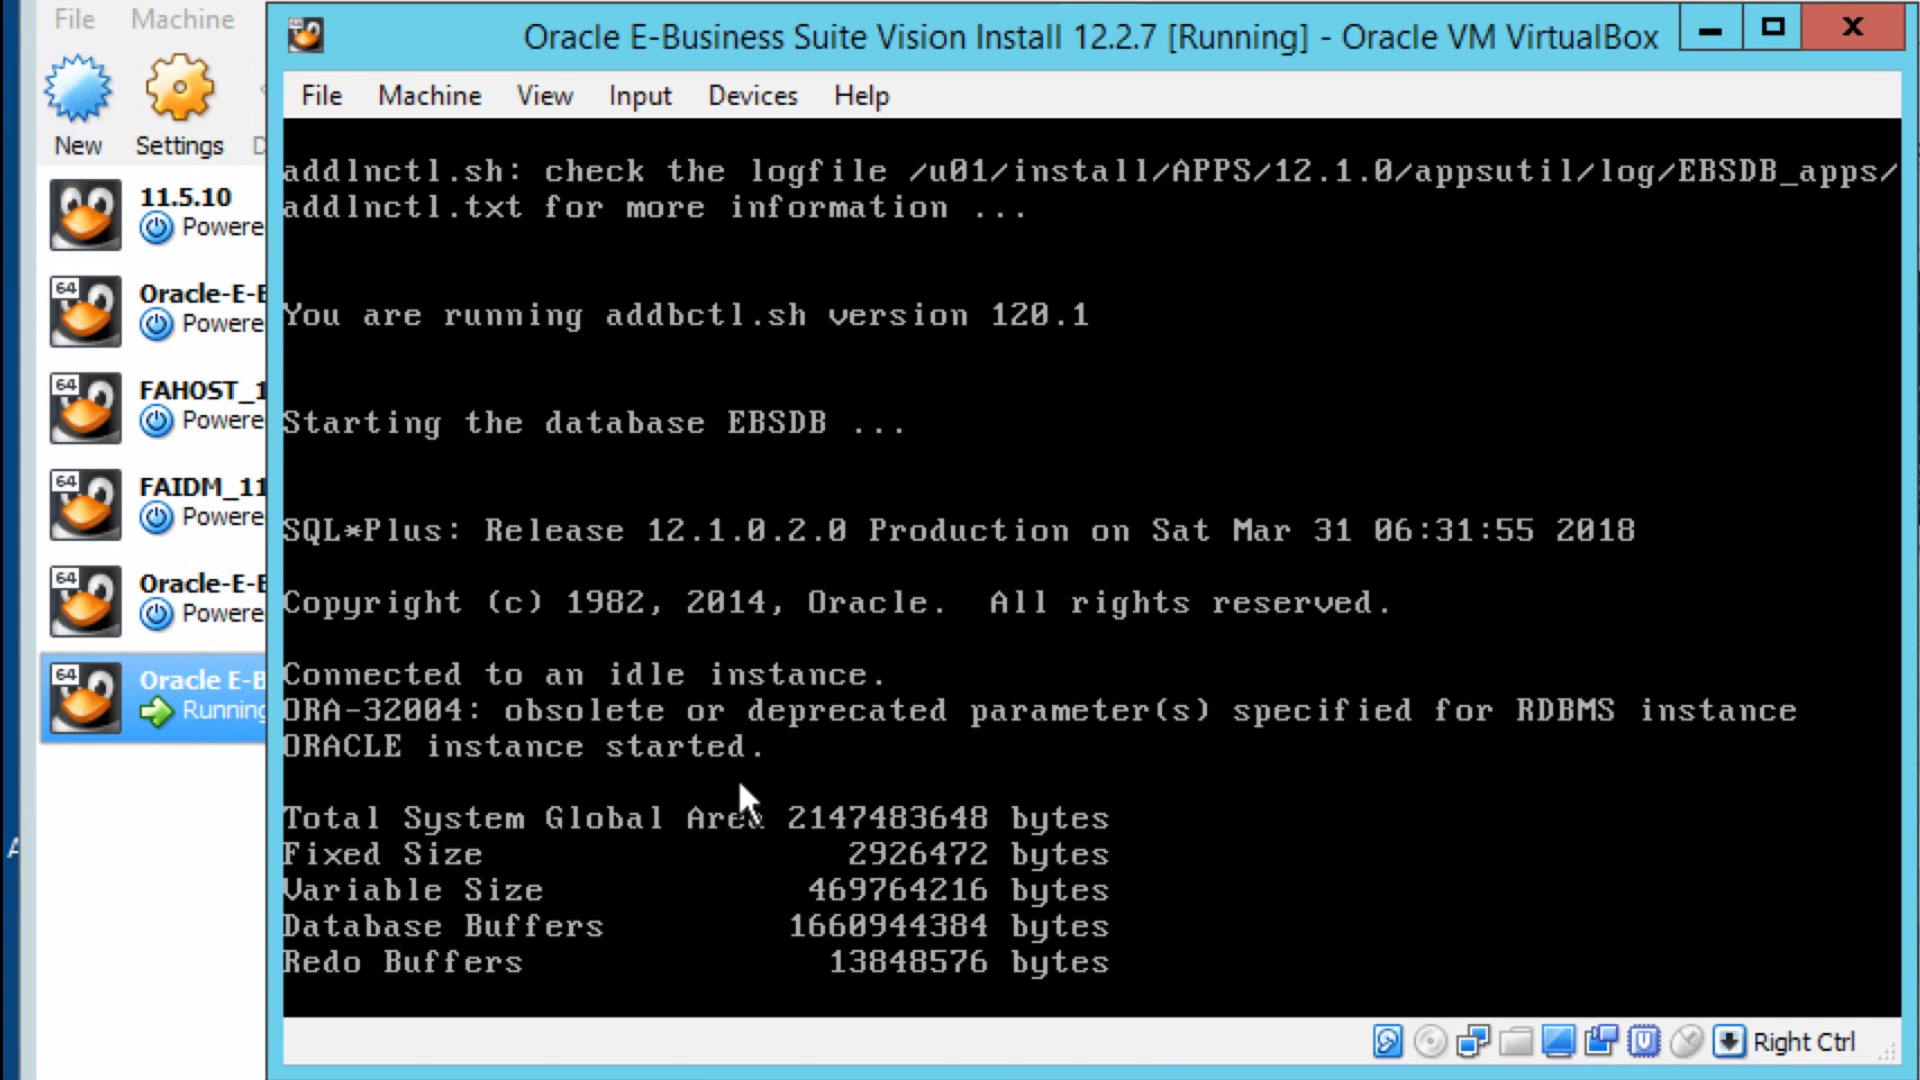 File Machine
New Settings
11.5.10
Powere
64
Oracle-E-B
Powere
64
FAHOST_1
Powere
64
FAIDM_11
Powere
64
Oracle-E-B
Powere
64
Oracle E-B
Running
Oracle E-Business Suite Vision Install 12.2.7 [Running] - Oracle VM VirtualBox
File Machine View Input Devices Help
addlnctl.sh: check the logfile /u01/install/APPS/12.1.0/appsutil/log/EBSDB_apps/
addlnctl.txt for more information ...
You are running addbctl.sh version 120.1
Starting the database EBSDB ...
SQL*Plus: Release 12.1.0.2.0 Production on Sat Mar 31 06:31:55 2018
Copyright (c) 1982, 2014, Oracle.  All rights reserved.
Connected to an idle instance.
ORA-32004: obsolete or deprecated parameter(s) specified for RDBMS instance
ORACLE instance started.
Total System Global Area 2147483648 bytes
Fixed Size 2926472 bytes
Variable Size 469764216 bytes
Database Buffers 1660944384 bytes
Redo Buffers 13848576 bytes
Right Ctrl